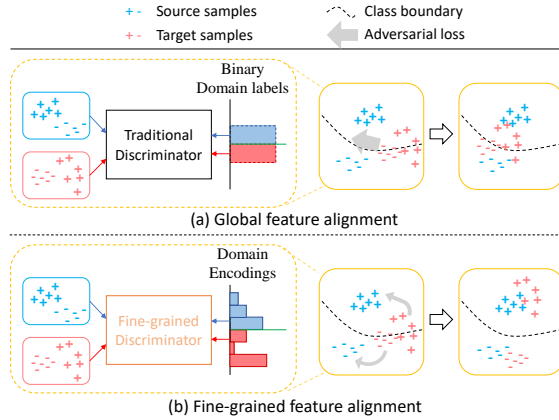 + - Source samples
+ - Target samples
Class boundary
Adversarial loss
Binary
Domain labels
Traditional
Discriminator
(a) Global feature alignment
Domain
Encodings
Fine-grained
Discriminator
(b) Fine-grained feature alignment